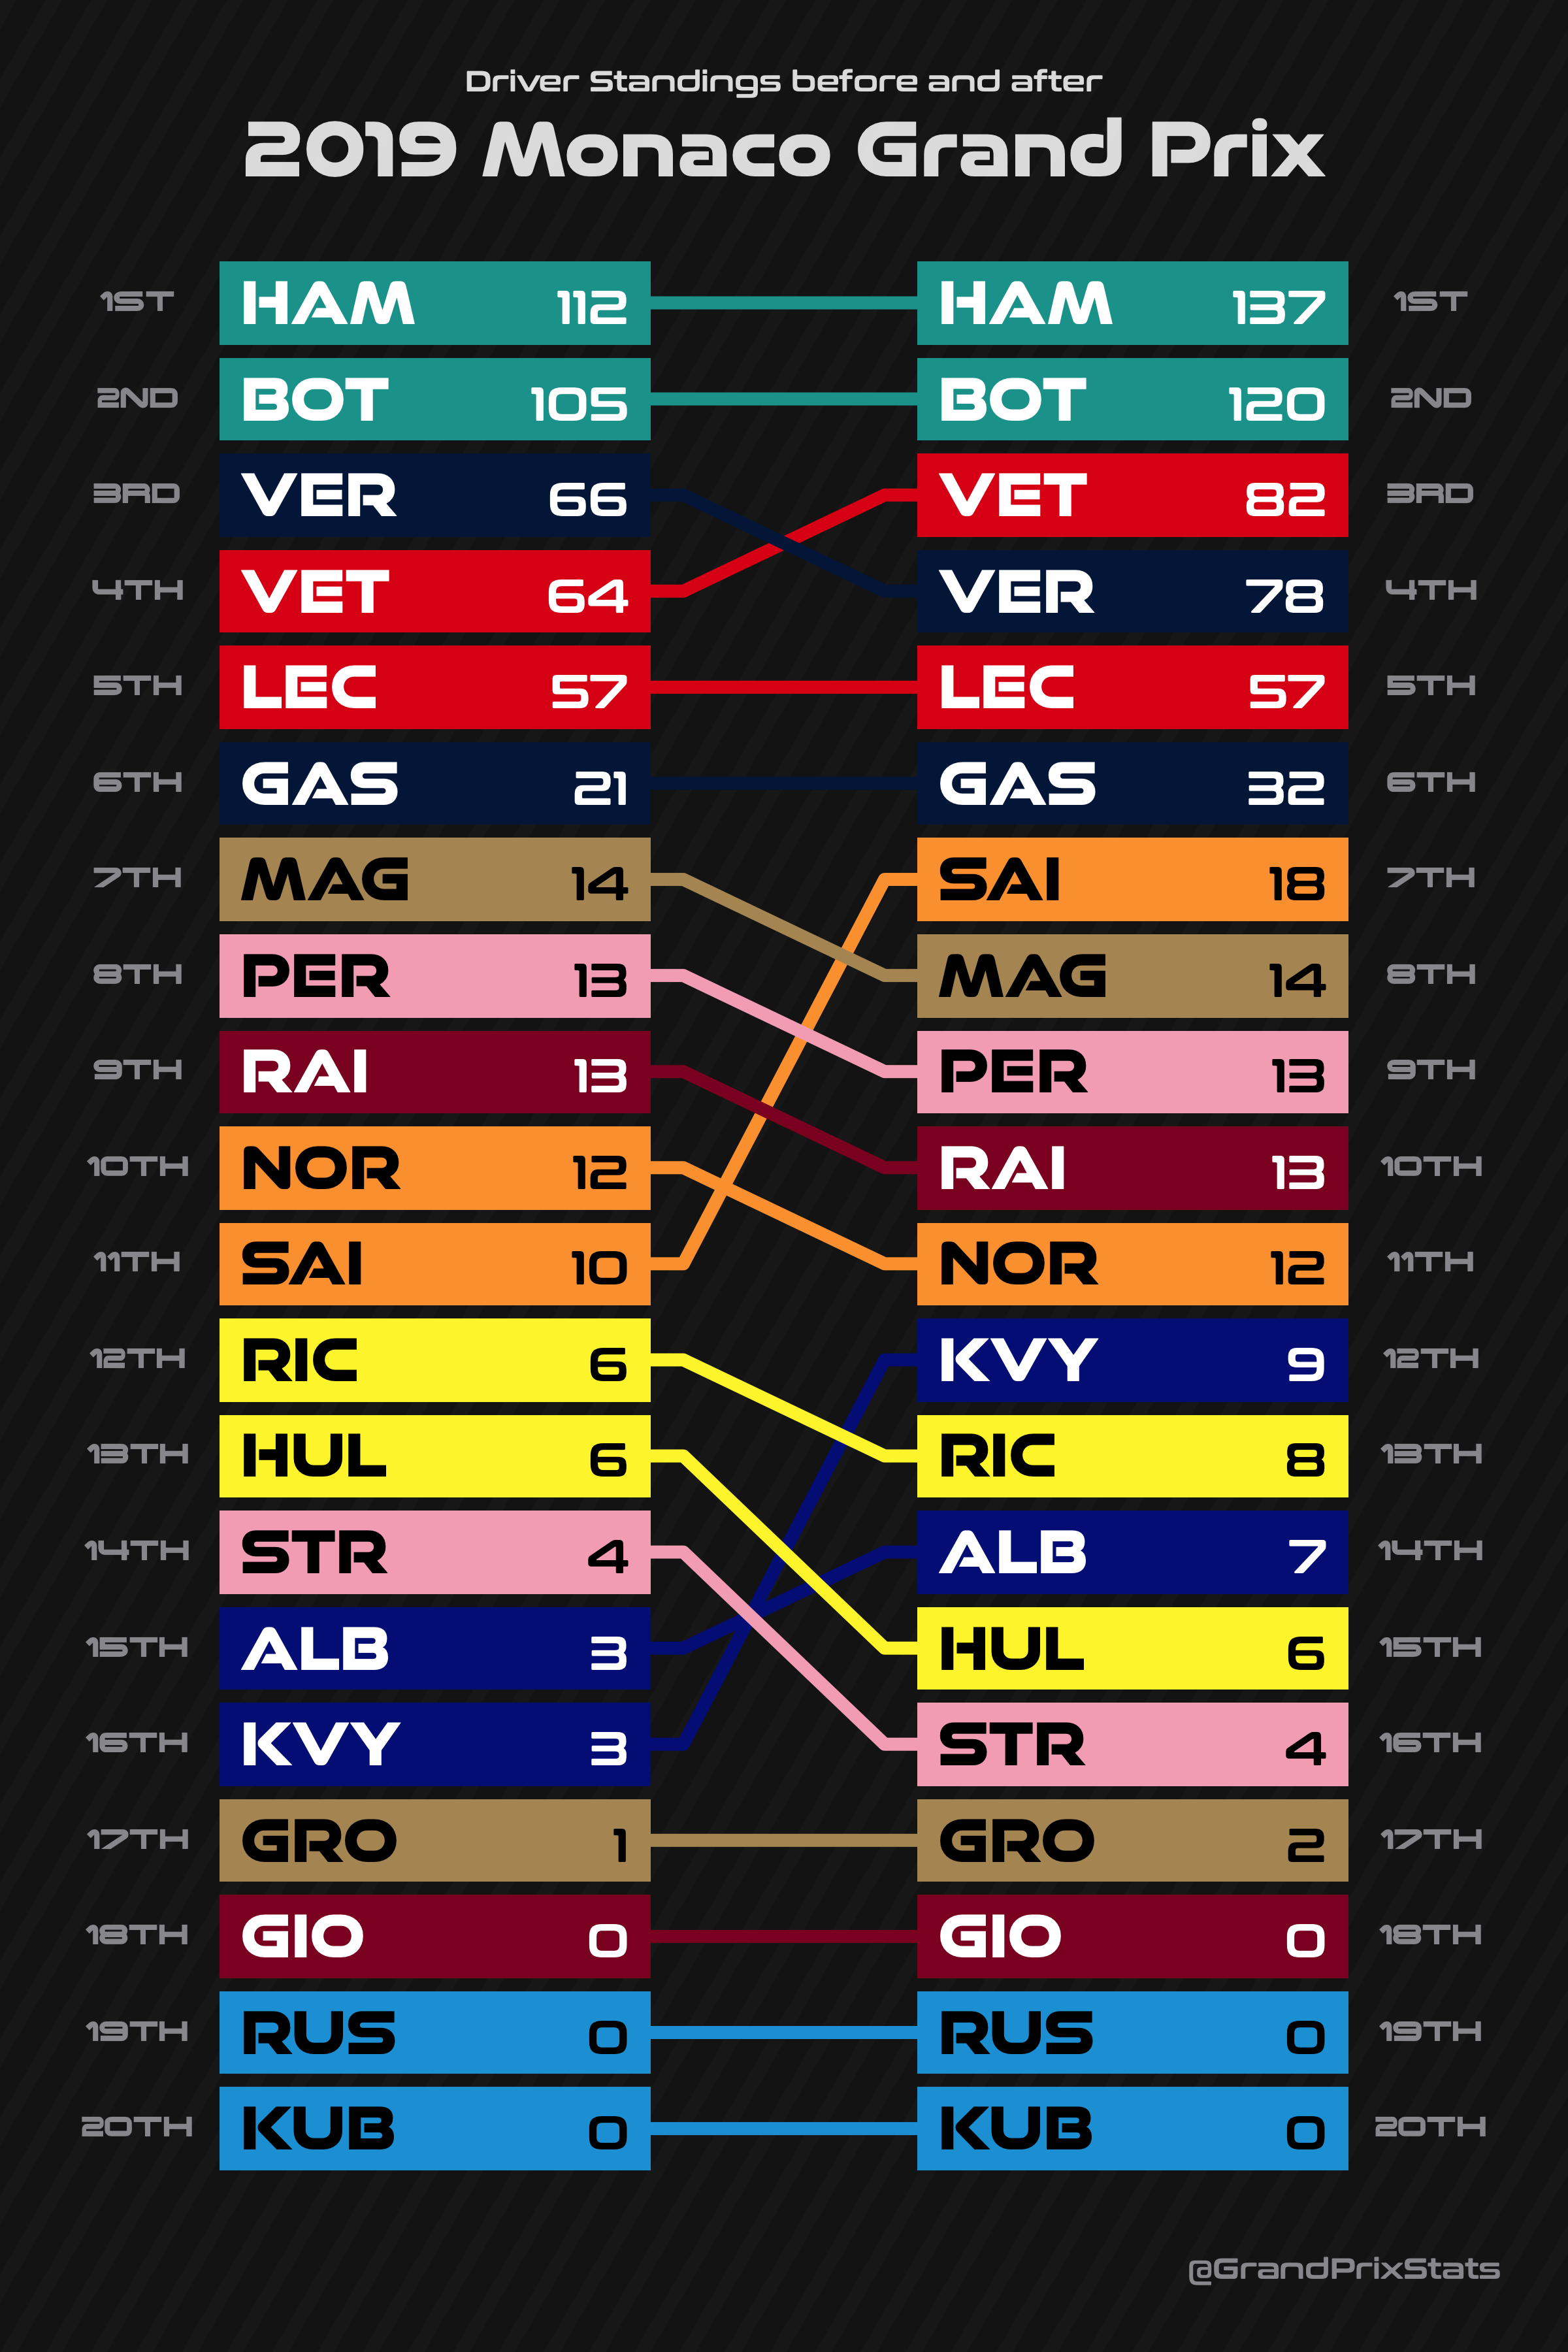 Driver Standings before and after
2019 Monaco Grand Prix
1ST HAM 112 HAM 137 1ST
2ND BOT 105 BOT 120 2ND
3RD VER 66 VET 82 3RD
4TH VET 64 VER 78 4TH
5TH LEC 57 LEC 57 5TH
6TH GAS 21 GAS 32 6TH
7TH MAG 14 SAI 18 7TH
8TH PER 13 MAG 14 8TH
9TH RAI 13 PER 13 9TH
10TH NOR 12 RAI 13 10TH
11TH SAI 10 NOR 12 11TH
12TH RIC 6 KVY 9 12TH
13TH HUL 6 RIC 8 13TH
14TH STR 4 ALB 7 14TH
15TH ALB 3 HUL 6 15TH
16TH KVY 3 STR 4 16TH
17TH GRO 1 GRO 2 17TH
18TH GIO 0 GIO 0 18TH
19TH RUS 0 RUS 0 19TH
20TH KUB 0 KUB 0 20TH
@GrandPrixStats